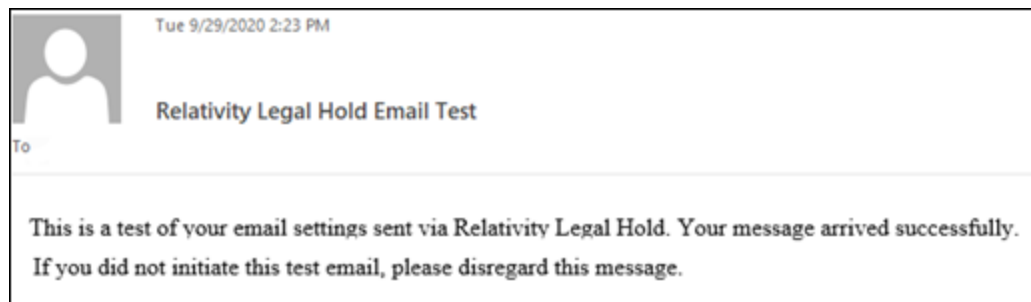 Tue 9/29/2020 2:23 PM
Relativity Legal Hold Email Test
To
This is a test of your email settings sent via Relativity Legal Hold. Your message arrived successfully.
If you did not initiate this test email, please disregard this message.